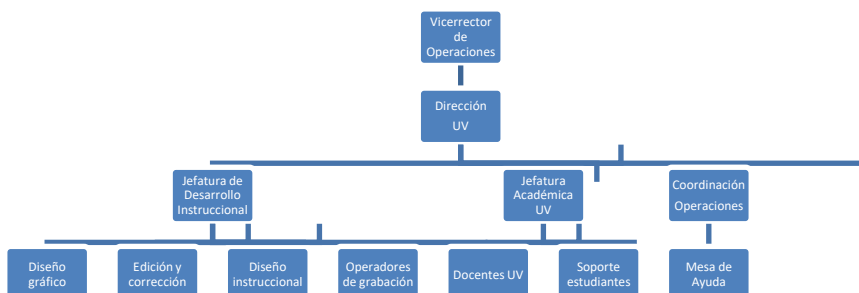 Vicerrector
de
Operaciones
Dirección
UV
Jefatura de
Desarrollo
Instruccional
Jefatura
Académica
UV
Coordinación
Operaciones
Diseño
gráfico
Edición y
corrección
Diseño
instruccional
Operadores
de grabación
Docentes UV
Soporte
estudiantes
Mesa de
Ayuda